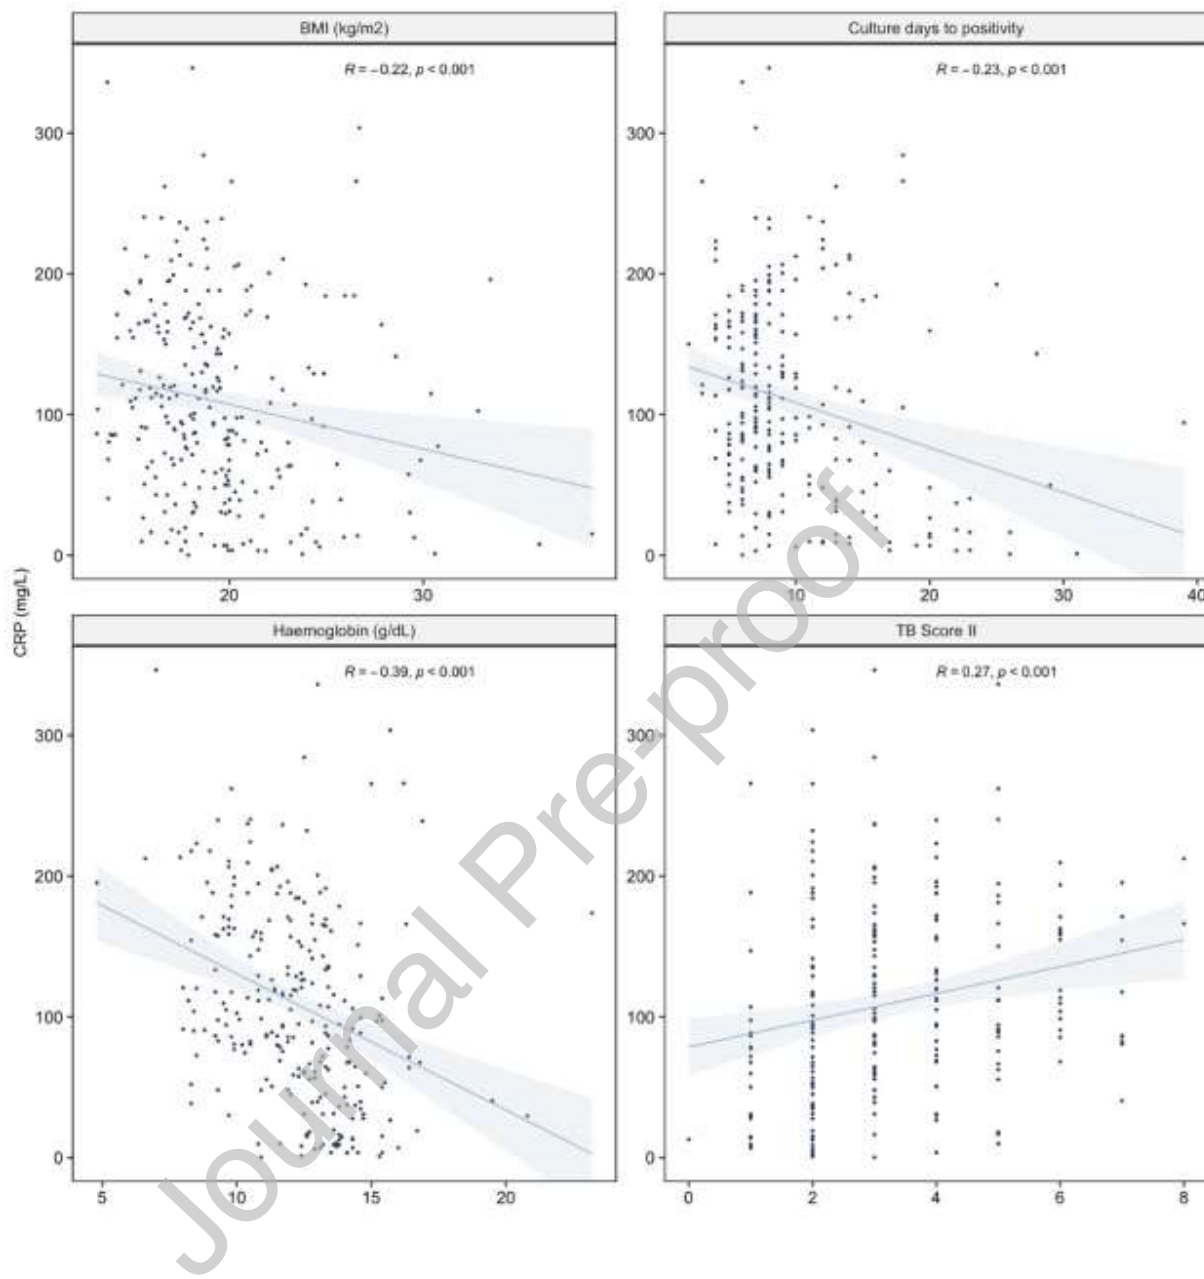 BMI (kg/m2)
R = −0.22, p < 0.001
300
200
100
0
20 30
Culture days to positivity
R = −0.23, p < 0.001
300
200
100
0
10 20 30 40
CRP (mg/L)
Haemoglobin (g/dL)
R = −0.39, p < 0.001
300
200
100
0
5 10 15 20
TB Score II
R = 0.27, p < 0.001
300
200
100
0
0 2 4 6 8
Journal Pre-proof